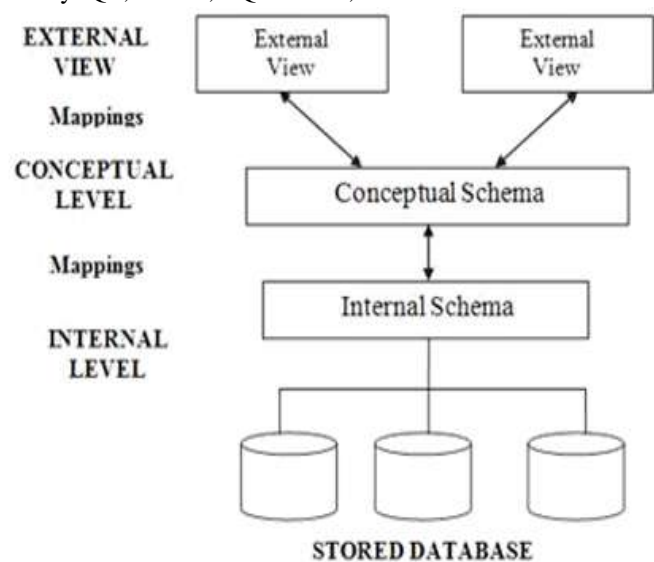 EXTERNAL
VIEW
External
View
External
View
Mappings
CONCEPTUAL
LEVEL
Conceptual Schema
Mappings
Internal Schema
INTERNAL
LEVEL
STORED DATABASE